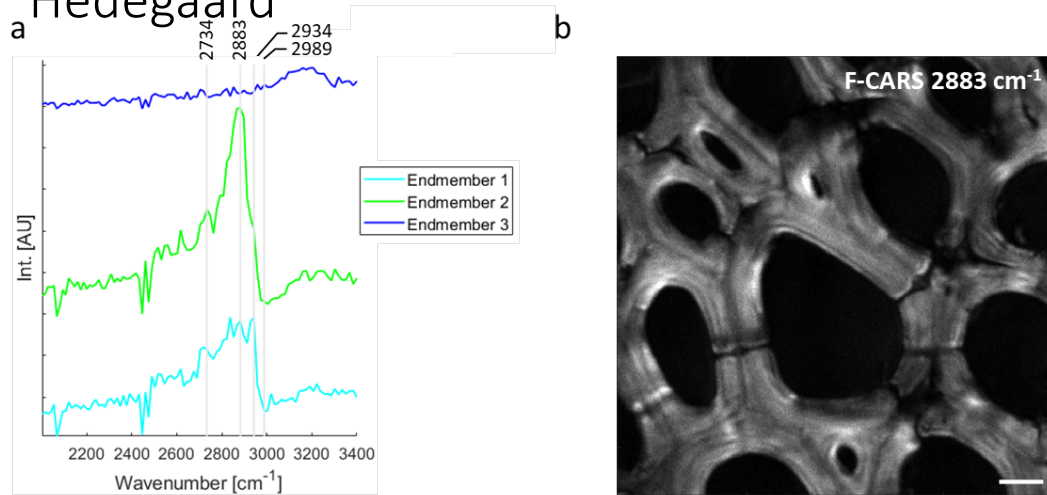 Hedegaard
a
2734
2883
2934
2989
Int. [AU]
Endmember 1
Endmember 2
Endmember 3
2200 2400 2600 2800 3000 3200 3400
Wavenumber [cm⁻¹]
b
F-CARS 2883 cm⁻¹